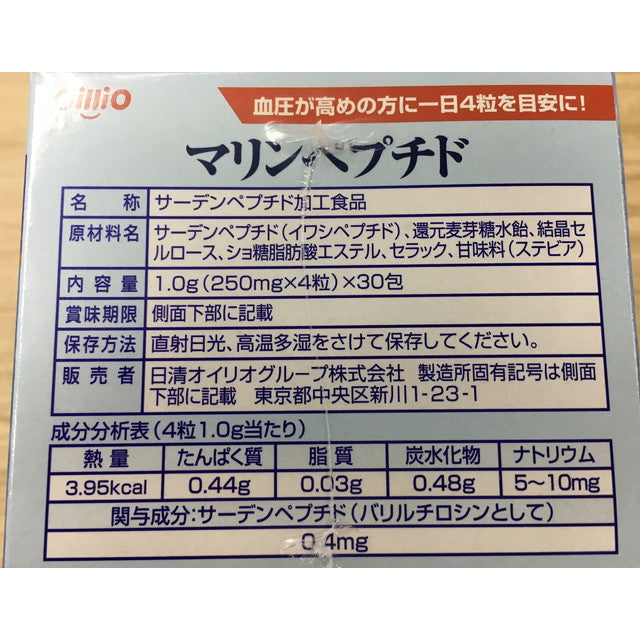 Oillio
血圧が高めの方に一日4粒を目安に!
マリンペプチド
名称 サーデンペプチド加工食品
原材料名 サーデンペプチド(イワシペプチド)、還元麦芽糖水飴、結晶セ
ルロース、ショ糖脂肪酸エステル、セラック、甘味料(ステビア)
内容量 1.0g(250mg×4粒)×30包
賞味期限 側面下部に記載
保存方法 直射日光、高温多湿をさけて保存してください。
販売者 日清オイリオグループ株式会社 製造所固有記号は側面
下部に記載 東京都中央区新川1-23-1
成分分析表(4粒1.0g当たり)
熱量 たんぱく質 脂質 炭水化物 ナトリウム
3.95kcal 0.44g 0.03g 0.48g 5〜10mg
関与成分:サーデンペプチド(バリルチロシンとして)
0.4mg